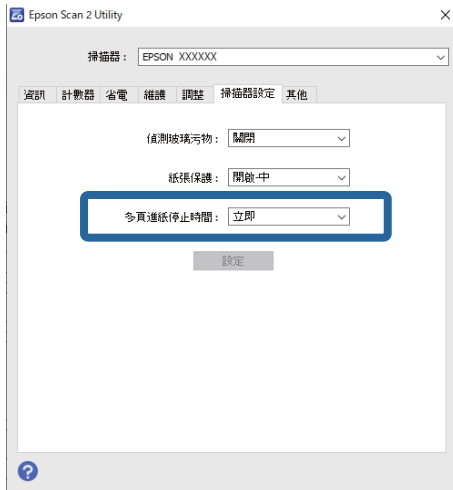 Epson Scan 2 Utility
掃描器： EPSON XXXXXX
資訊 計數器 省電 維護 調整 掃描器設定 其他
偵測玻璃污物： 關閉
紙張保護： 開啟-中
多頁進紙停止時間： 立即
設定
?